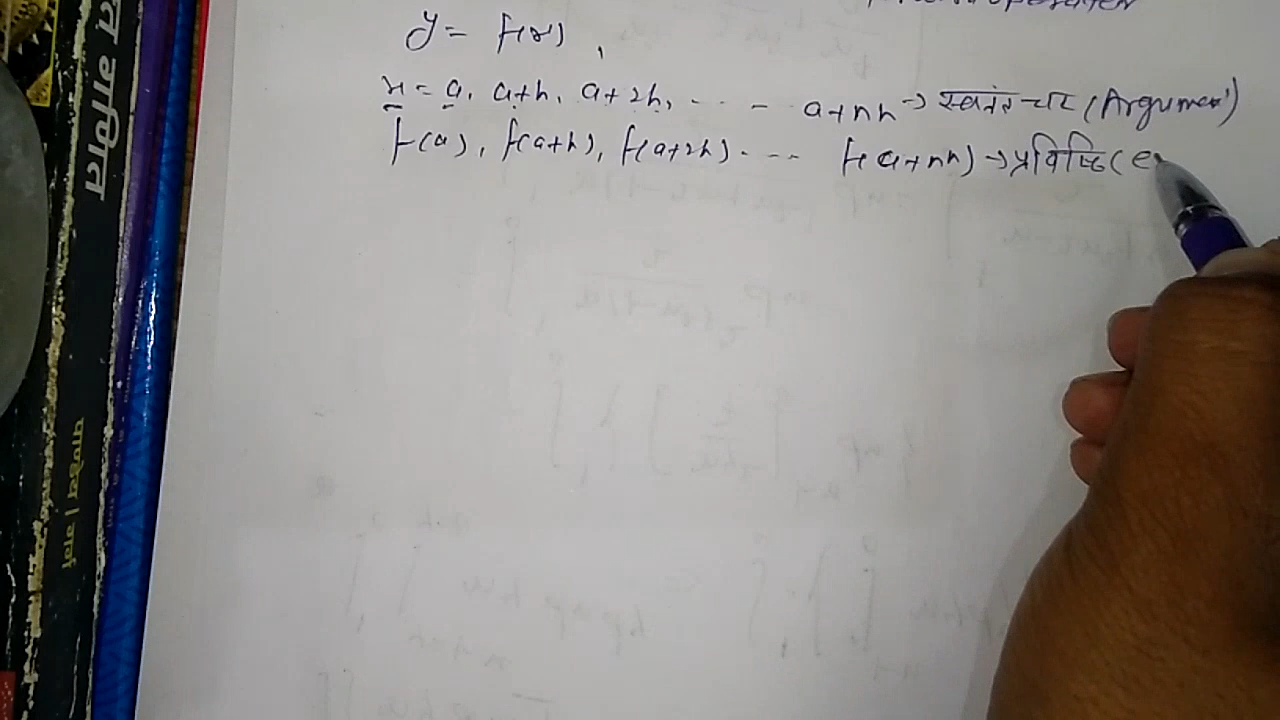 y = f(x) ,
x = a, a+h, a+2h, . . . - a+nh → स्वतंत्र चर (Argument)
f(a), f(a+h), f(a+2h) . - - - f(a+nh) → प्रविष्टि (e